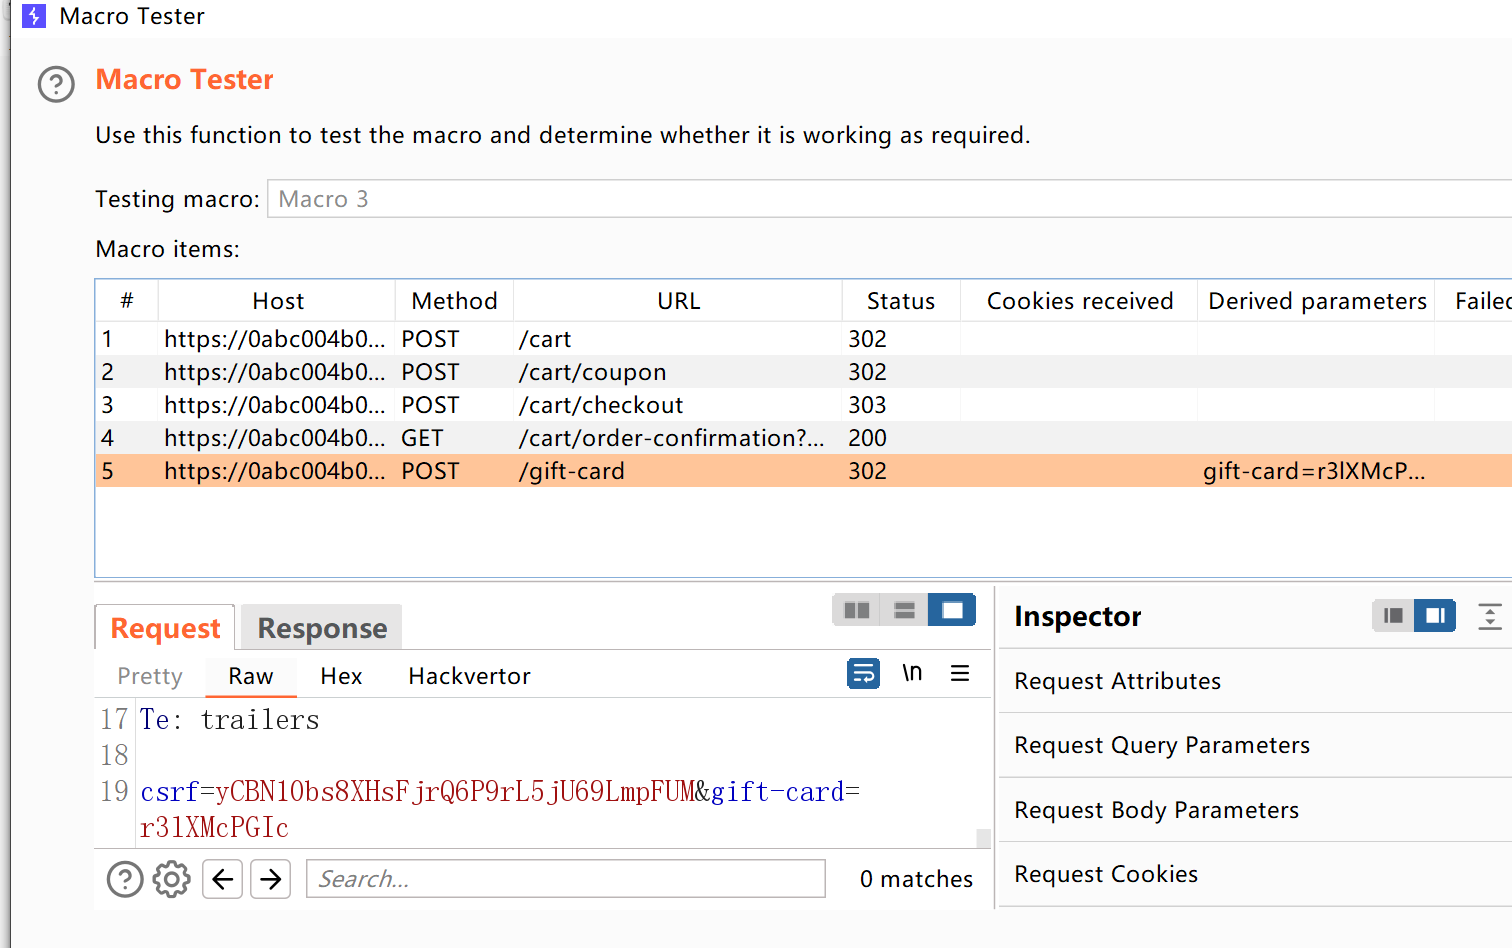 Macro Tester
Macro Tester
Use this function to test the macro and determine whether it is working as required.
Testing macro: Macro 3
Macro items:
# Host Method URL Status Cookies received Derived parameters Failed
1 https://0abc004b0... POST /cart 302
2 https://0abc004b0... POST /cart/coupon 302
3 https://0abc004b0... POST /cart/checkout 303
4 https://0abc004b0... GET /cart/order-confirmation?... 200
5 https://0abc004b0... POST /gift-card 302 gift-card=r3lXMcP...
Request Response
Inspector
Pretty Raw Hex Hackvertor \n
17 Te: trailers
18
19 csrf=yCBN1Obs8XHsFjrQ6P9rL5jU69LmpFUM&gift-card=
r3lXMcPGIc
Search... 0 matches
Request Attributes
Request Query Parameters
Request Body Parameters
Request Cookies